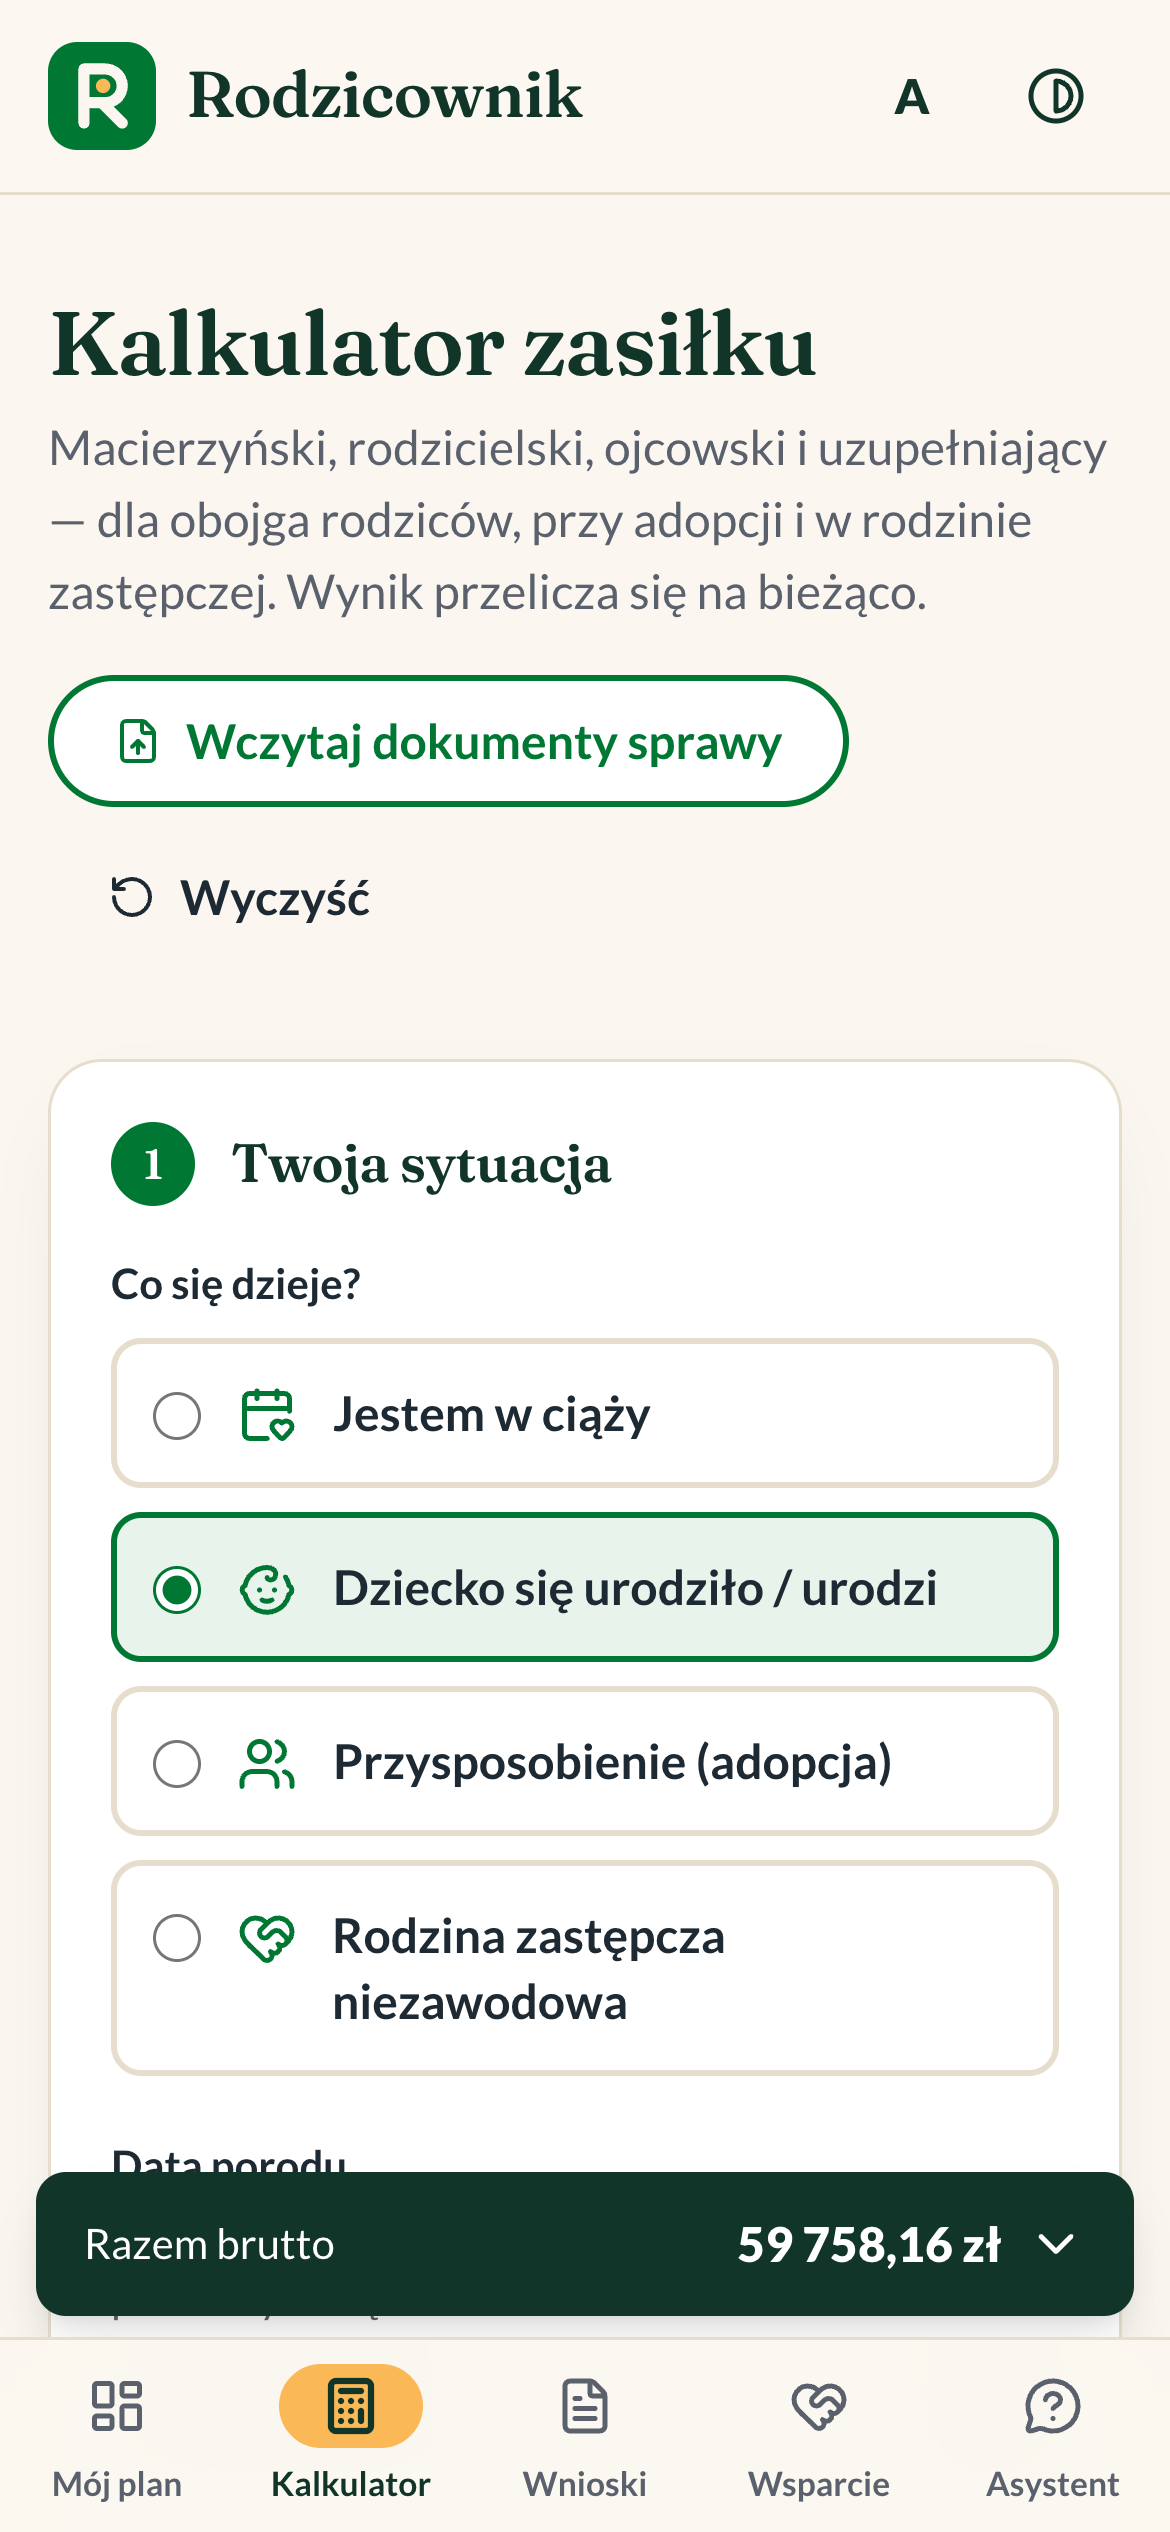 R Rodzicownik A
Kalkulator zasiłku
Macierzyński, rodzicielski, ojcowski i uzupełniający
— dla obojga rodziców, przy adopcji i w rodzinie
zastępczej. Wynik przelicza się na bieżąco.
Wczytaj dokumenty sprawy
Wyczyść
1 Twoja sytuacja
Co się dzieje?
Jestem w ciąży
Dziecko się urodziło / urodzi
Przysposobienie (adopcja)
Rodzina zastępcza
niezawodowa
Data porodu
Razem brutto 59 758,16 zł
Mój plan Kalkulator Wnioski Wsparcie Asystent